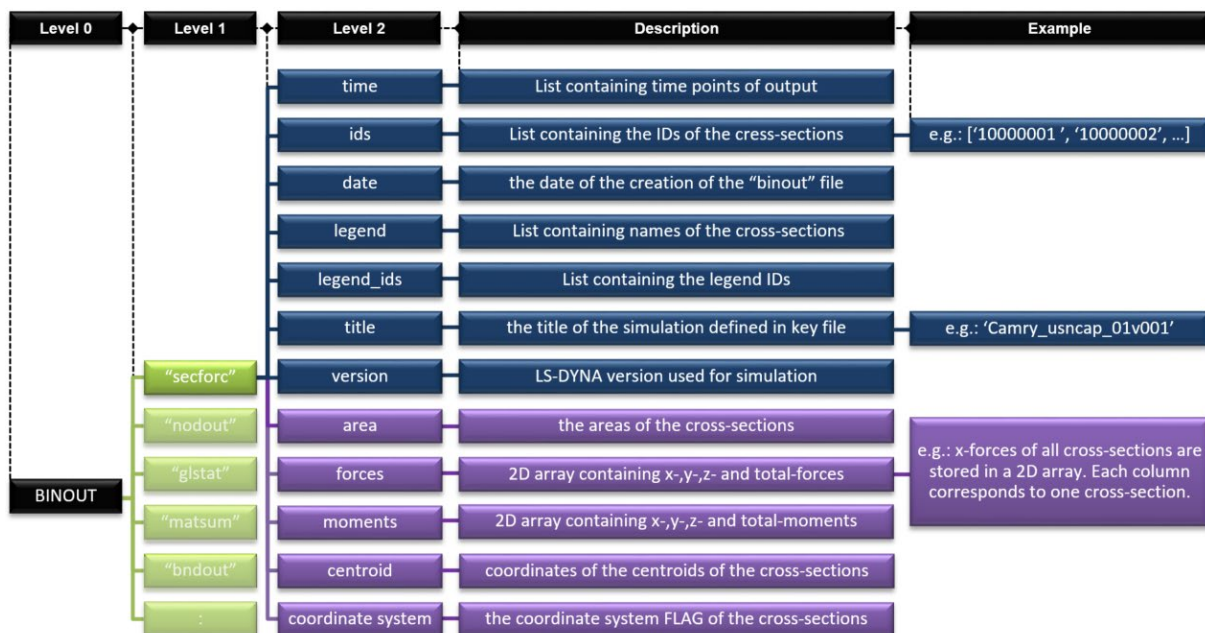 Level 0 Level 1 Level 2 Description Example
time List containing time points of output
ids List containing the IDs of the cress-sections e.g.: [‘10000001 ’, ‘10000002’, …]
date the date of the creation of the “binout” file
legend List containing names of the cross-sections
legend_ids List containing the legend IDs
title the title of the simulation defined in key file e.g.: ‘Camry_usncap_01v001’
“secforc” version LS-DYNA version used for simulation
“nodout” area the areas of the cross-sections
“glstat” forces 2D array containing x-,y-,z- and total-forces
e.g.: x-forces of all cross-sections are
stored in a 2D array. Each column
corresponds to one cross-section.
BINOUT
“matsum” moments 2D array containing x-,y-,z- and total-moments
“bndout” centroid coordinates of the centroids of the cross-sections
: coordinate system the coordinate system FLAG of the cross-sections